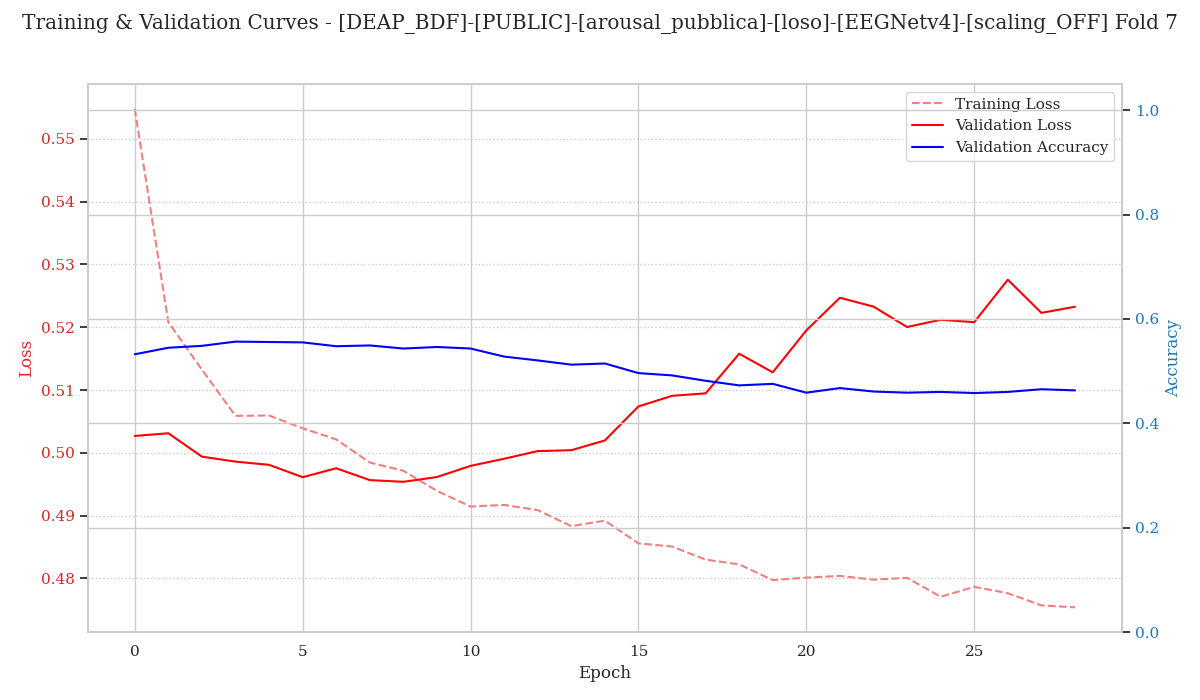 Training & Validation Curves - [DEAP_BDF]-[PUBLIC]-[arousal_pubblica]-[loso]-[EEGNetv4]-[scaling_OFF] Fold 7
Training Loss
Validation Loss
Validation Accuracy
0.55
0.54
0.53
0.52
0.51
0.50
0.49
0.48
Loss
1.0
0.8
0.6
0.4
0.2
0.0
Accuracy
0 5 10 15 20 25
Epoch